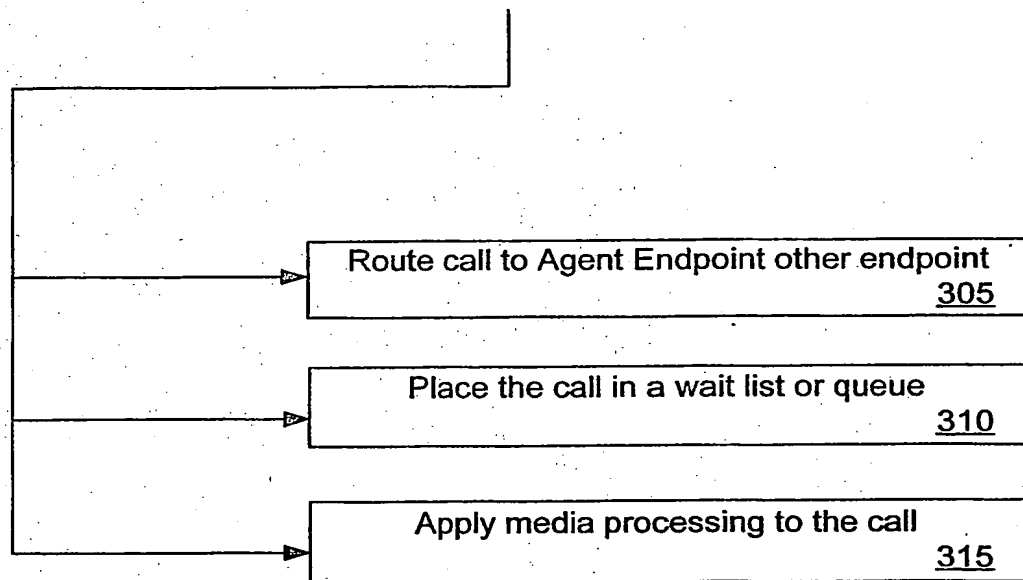 Route call to Agent Endpoint other endpoint
305
Place the call in a wait list or queue
310
Apply media processing to the call
315